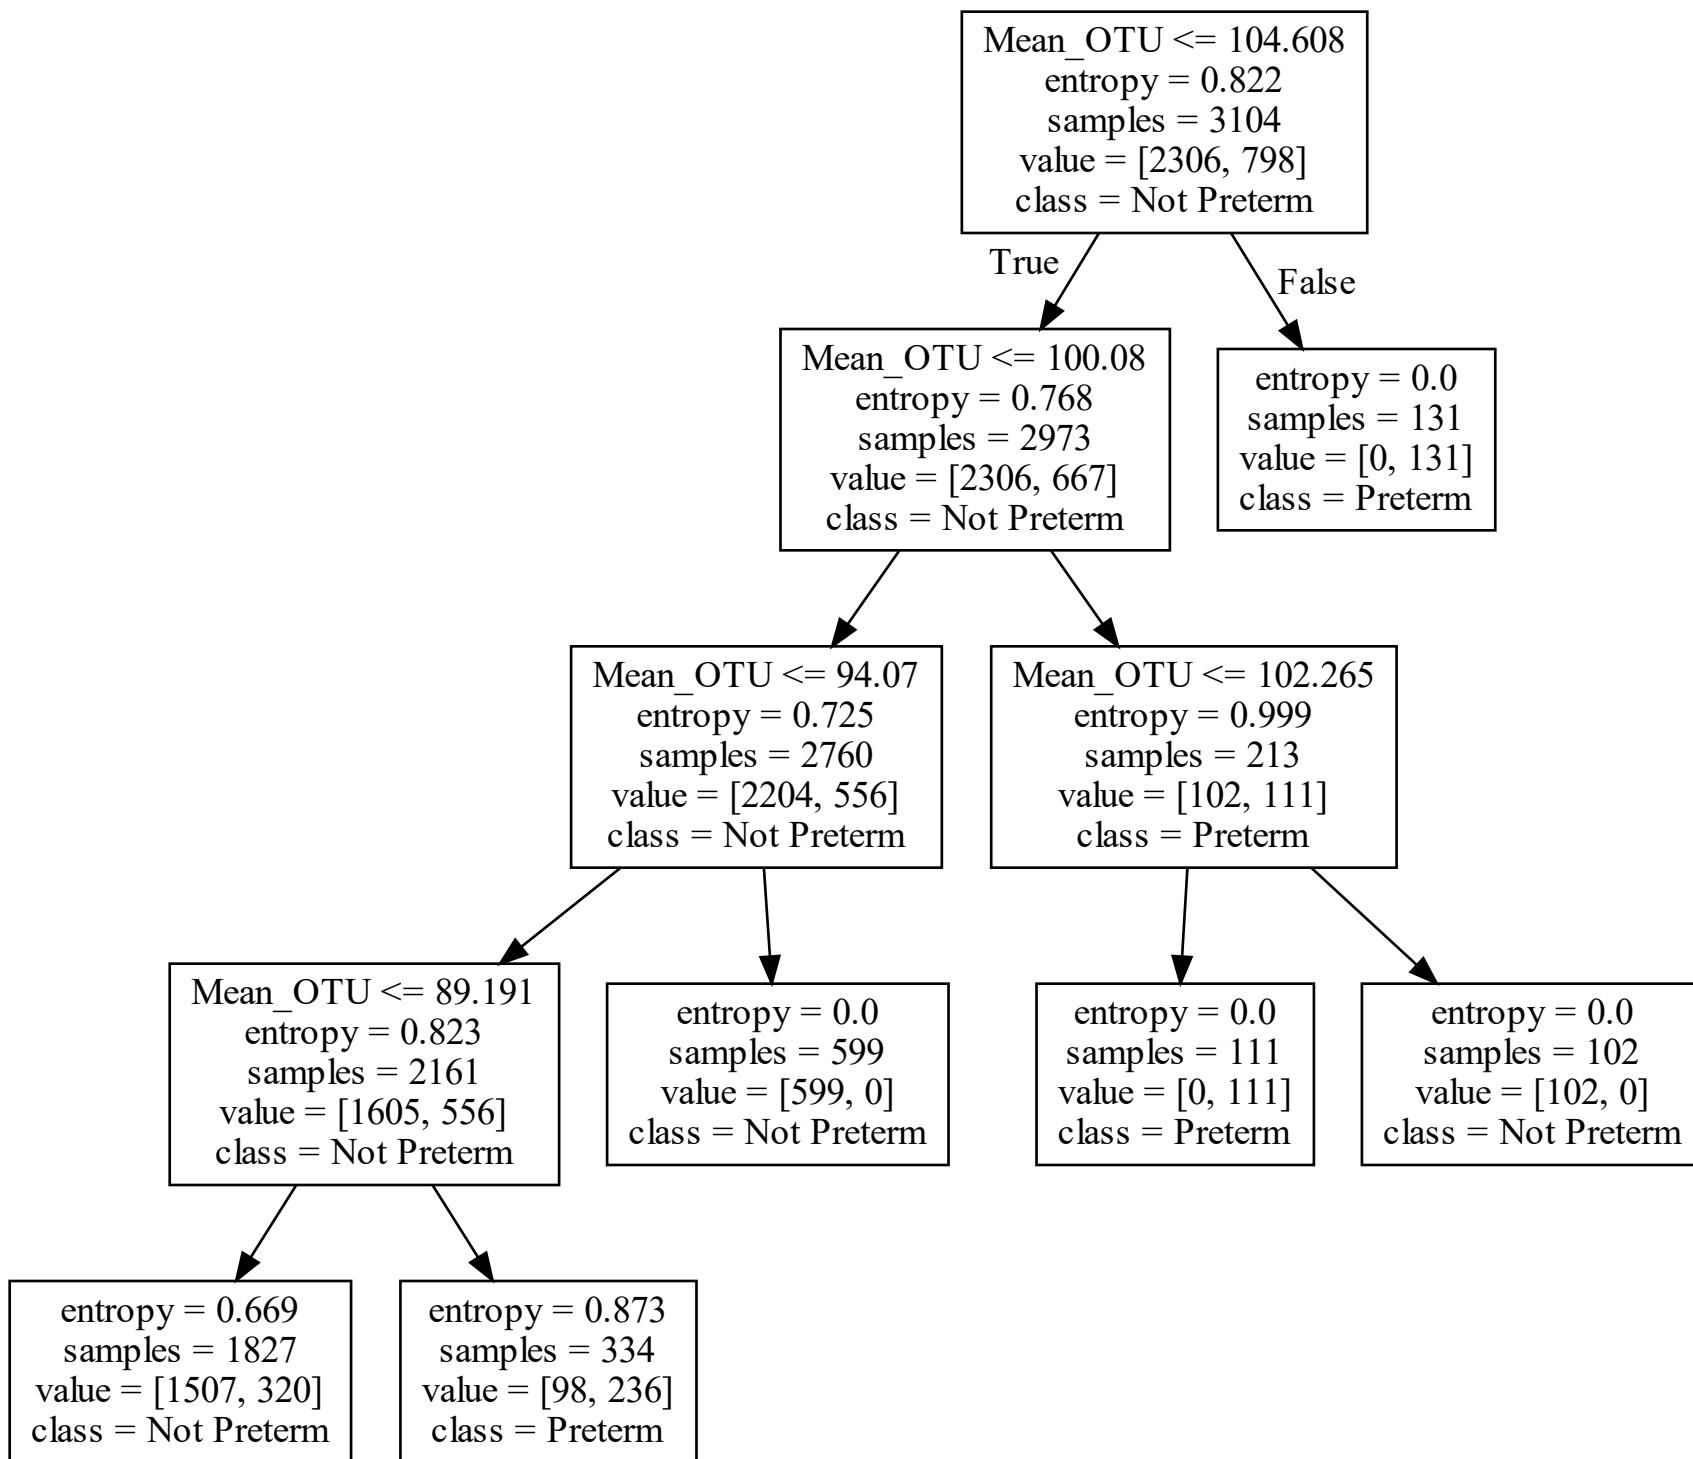 Mean_OTU <= 104.608
entropy = 0.822
samples = 3104
value = [2306, 798]
class = Not Preterm
True
False
Mean_OTU <= 100.08
entropy = 0.768
samples = 2973
value = [2306, 667]
class = Not Preterm
entropy = 0.0
samples = 131
value = [0, 131]
class = Preterm
Mean_OTU <= 94.07
entropy = 0.725
samples = 2760
value = [2204, 556]
class = Not Preterm
Mean_OTU <= 102.265
entropy = 0.999
samples = 213
value = [102, 111]
class = Preterm
Mean_OTU <= 89.191
entropy = 0.823
samples = 2161
value = [1605, 556]
class = Not Preterm
entropy = 0.0
samples = 599
value = [599, 0]
class = Not Preterm
entropy = 0.0
samples = 111
value = [0, 111]
class = Preterm
entropy = 0.0
samples = 102
value = [102, 0]
class = Not Preterm
entropy = 0.669
samples = 1827
value = [1507, 320]
class = Not Preterm
entropy = 0.873
samples = 334
value = [98, 236]
class = Preterm